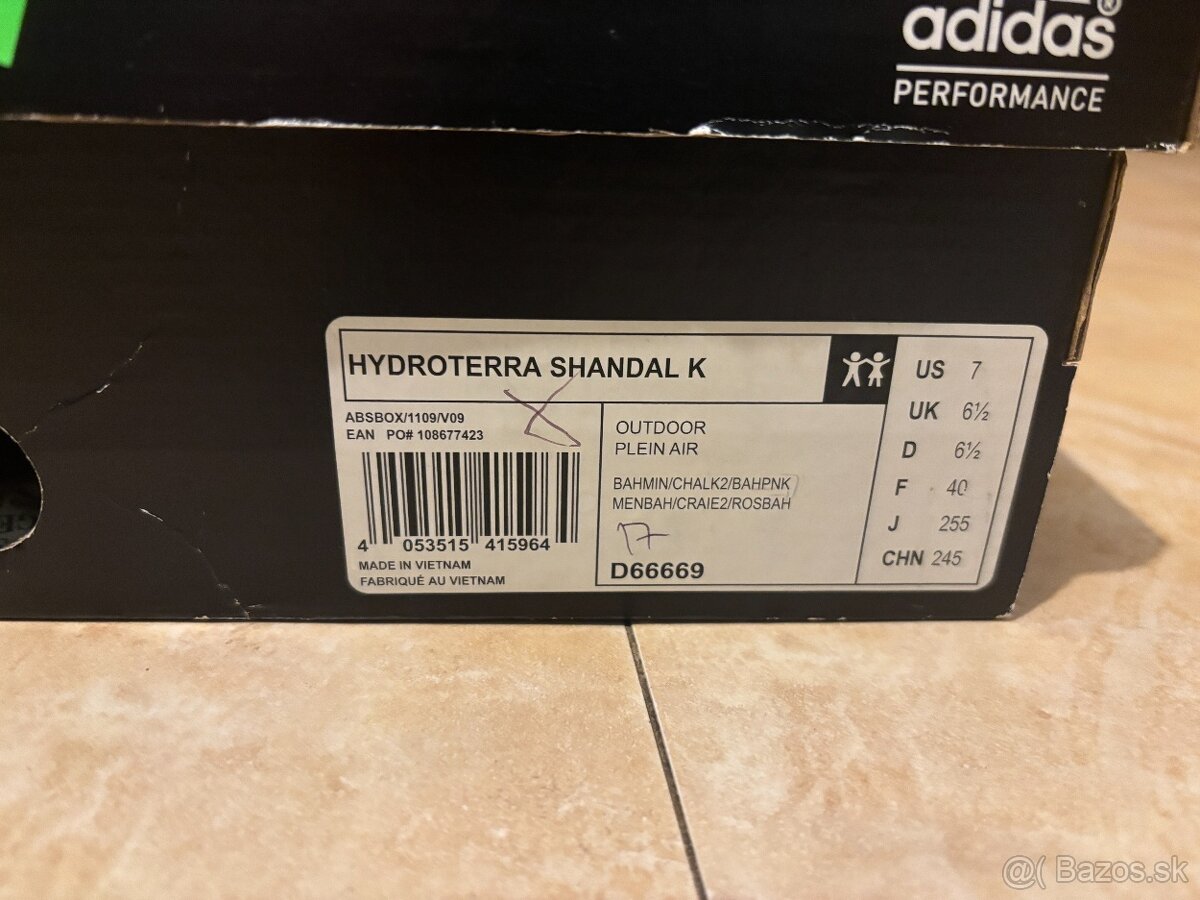 adidas®
PERFORMANCE
HYDROTERRA SHANDAL K
ABSBOX/1109/V09
EAN PO# 108677423
4 053515 415964
MADE IN VIETNAM
FABRIQUÉ AU VIETNAM
OUTDOOR
PLEIN AIR
BAHMIN/CHALK2/BAHPNK
MENBAH/CRAIE2/ROSBAH
17
D66669
US 7
UK 6½
D 6½
F 40
J 255
CHN 245
@( Bazos.sk